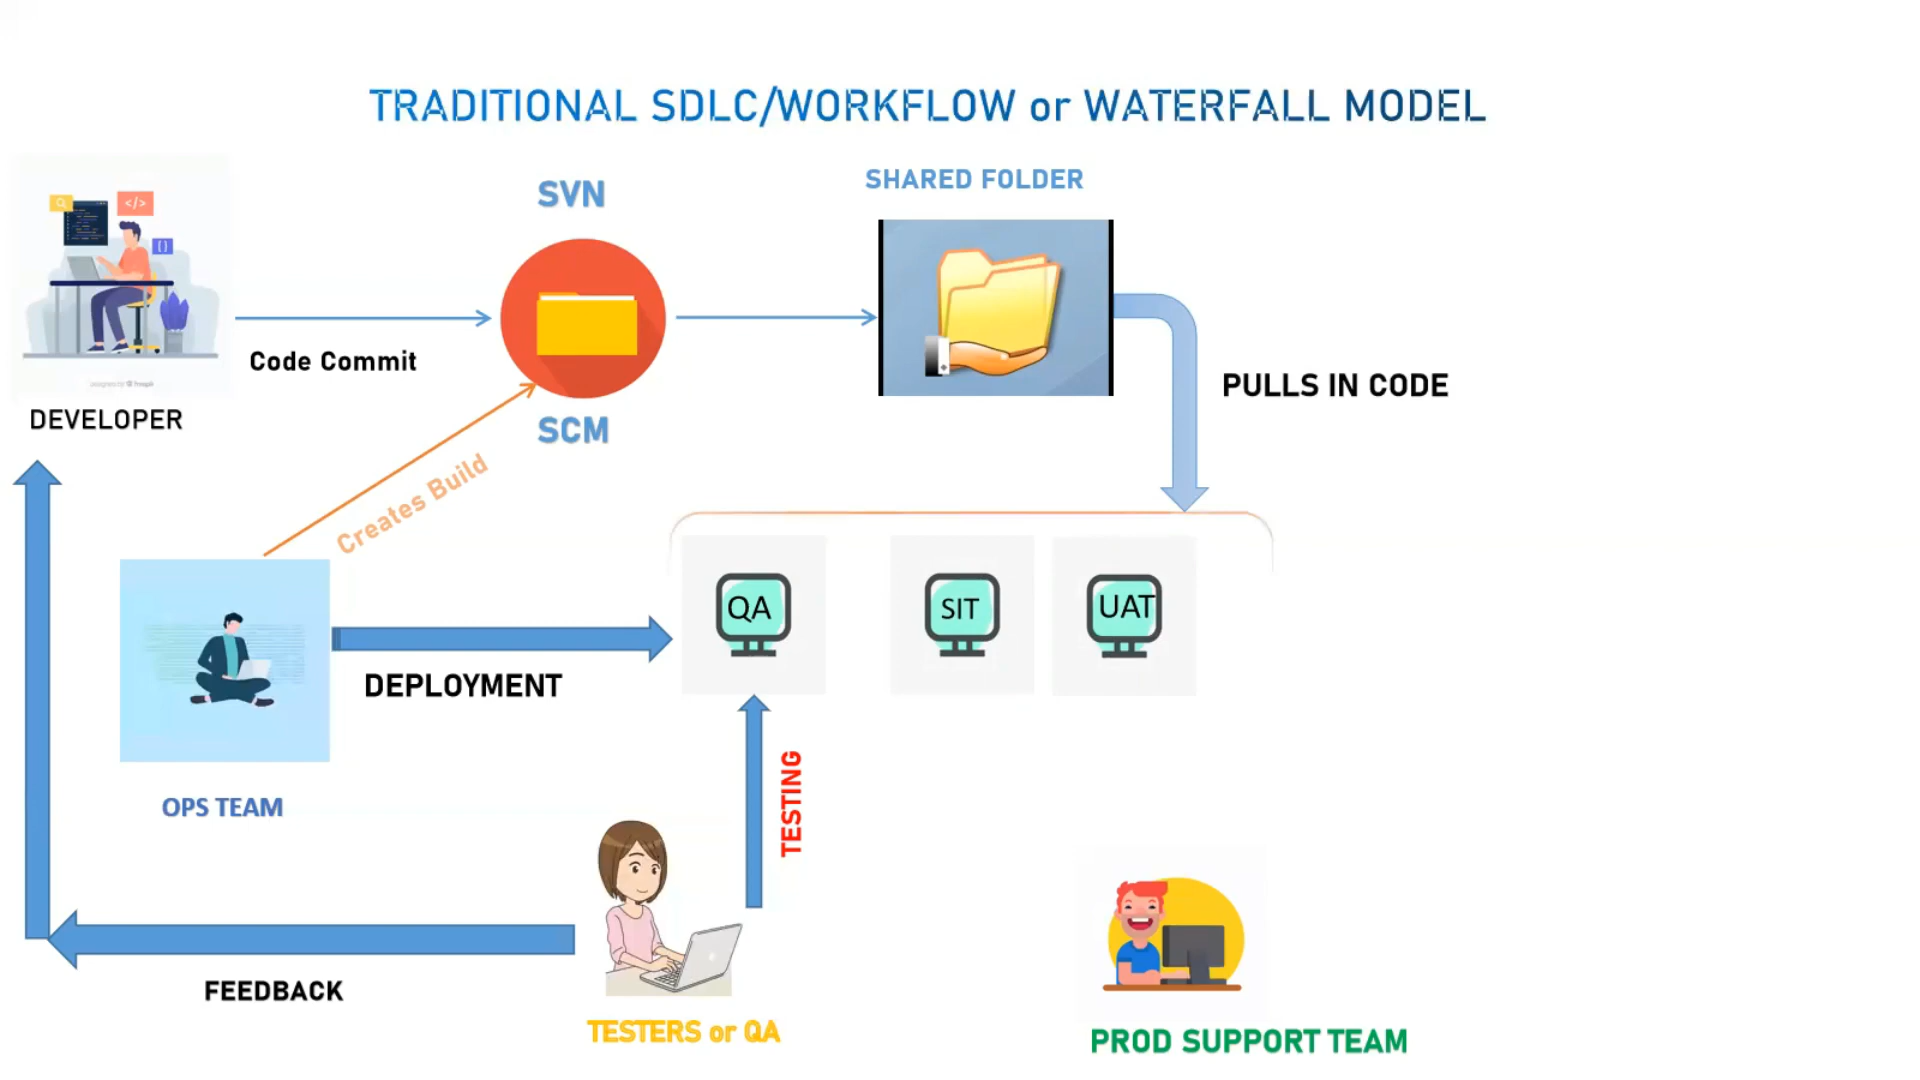 TRADITIONAL SDLC/WORKFLOW or WATERFALL MODEL
SVN
SHARED FOLDER
</>
{}
Code Commit
PULLS IN CODE
DEVELOPER
SCM
Creates Build
QA
SIT
UAT
DEPLOYMENT
TESTING
OPS TEAM
FEEDBACK
TESTERS or QA
PROD SUPPORT TEAM